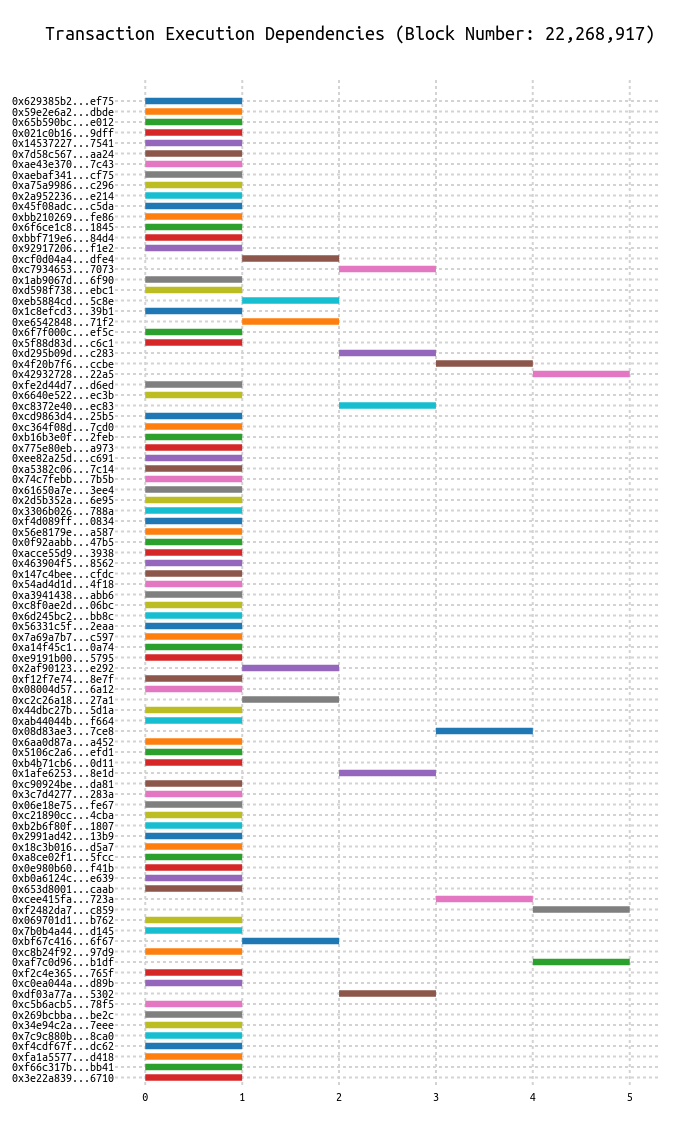 Transaction Execution Dependencies (Block Number: 22,268,917)
0x629385b2...ef75
0x59e2e6a2...dbde
0x65b590bc...e012
0x021c0b16...9dff
0x14537227...7541
0x7d58c567...aa24
0xae43e370...7c43
0xaebaf341...cf75
0xa75a9986...c296
0x2a952236...e214
0x45f08adc...c5da
0xbb210269...fe86
0x6f6ce1c8...1845
0xbbf719e6...84d4
0x92917206...f1e2
0xcf0d04a4...dfe4
0xc7934653...7073
0x1ab9067d...6f90
0xd598f738...ebc1
0xeb5884cd...5c8e
0x1c8efcd3...39b1
0xe6542848...71f2
0x6f7f000c...ef5c
0x5f88d83d...c6c1
0xd295b09d...c283
0x4f20b7f6...ccbe
0x42932728...22a5
0xfe2d44d7...d6ed
0x6640e522...ec3b
0xc8372e40...ec83
0xcd9863d4...25b5
0xc364f08d...7cd0
0xb16b3e0f...2feb
0x775e80eb...a973
0xee82a25d...c691
0xa5382c06...7c14
0x74c7febb...7b5b
0x61650a7e...3ee4
0x2d5b352a...6e95
0x3306b026...788a
0xf4d089ff...0834
0x56e8179e...a587
0x0f92aabb...47b5
0xacce55d9...3938
0x463904f5...8562
0x147c4bee...cfdc
0x54ad4d1d...4f18
0xa3941438...abb6
0xc8f0ae2d...06bc
0x6d245bc2...bb8c
0x56331c5f...2eaa
0x7a69a7b7...c597
0xa14f45c1...0a74
0xe9191b00...5795
0x2af90123...e292
0xf12f7e74...8e7f
0x08004d57...6a12
0xc2c26a18...27a1
0x44dbc27b...5d1a
0xab44044b...f664
0x08d83ae3...7ce8
0x6aa0d87a...a452
0x5106c2a6...efd1
0xb4b71cb6...0d11
0x1afe6253...8e1d
0xc90924be...da81
0x3c7d4277...283a
0x06e18e75...fe67
0xc21890cc...4cba
0xb2b6f80f...1807
0x2991ad42...13b9
0x18c3b016...d5a7
0xa8ce02f1...5fcc
0x0e980b60...f41b
0xb0a6124c...e639
0x653d8001...caab
0xcee415fa...723a
0xf2482da7...c859
0x069701d1...b762
0x7b0b4a44...d145
0xbf67c416...6f67
0xc8b24f92...97d9
0xaf7c0d96...b1df
0xf2c4e365...765f
0xc0ea044a...d89b
0xdf03a77a...5302
0xc5b6acb5...78f5
0x269bcbba...be2c
0x34e94c2a...7eee
0x7c9c880b...8ca0
0xf4cdf67f...dc62
0xfa1a5577...d418
0xf66c317b...bb41
0x3e22a839...6710
0 1 2 3 4 5